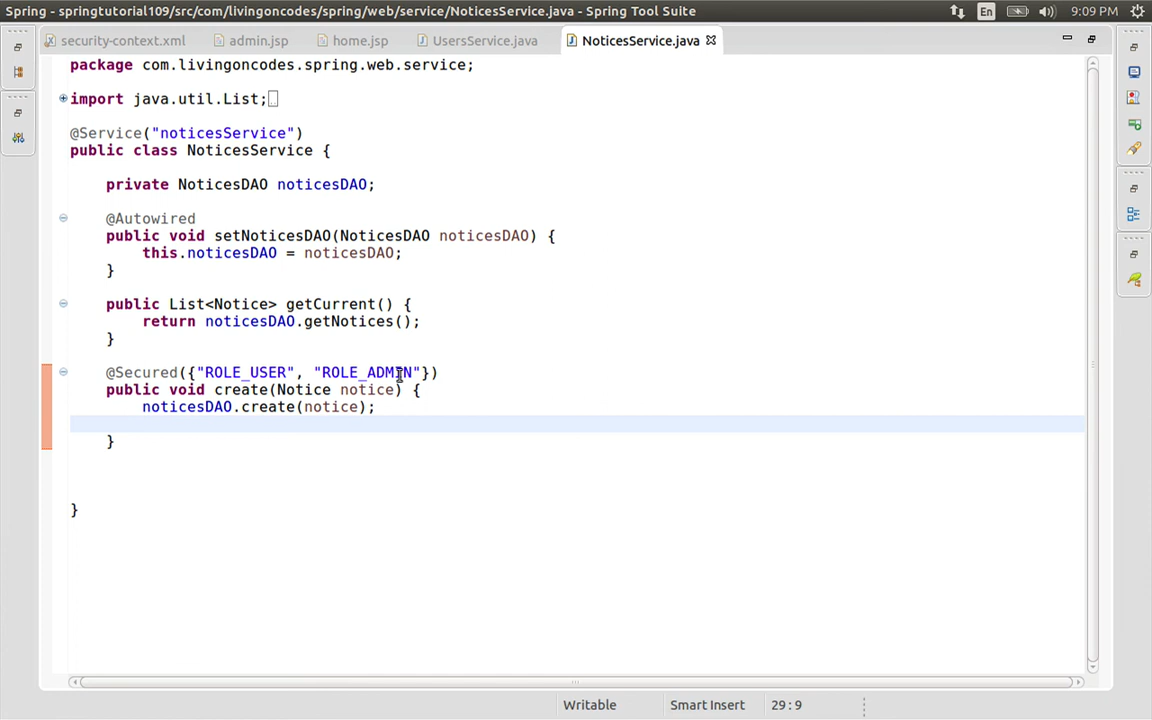 Spring - springtutorial109/src/com/livingoncodes/spring/web/service/NoticesService.java - Spring Tool Suite
En
9:09 PM
security-context.xml
admin.jsp
home.jsp
UsersService.java
NoticesService.java
package com.livingoncodes.spring.web.service;
import java.util.List;
@Service("noticesService")
public class NoticesService {
private NoticesDAO noticesDAO;
@Autowired
public void setNoticesDAO(NoticesDAO noticesDAO) {
this.noticesDAO = noticesDAO;
}
public List<Notice> getCurrent() {
return noticesDAO.getNotices();
}
@Secured({"ROLE_USER", "ROLE_ADMIN"})
public void create(Notice notice) {
noticesDAO.create(notice);
}
}
Writable
Smart Insert
29 : 9